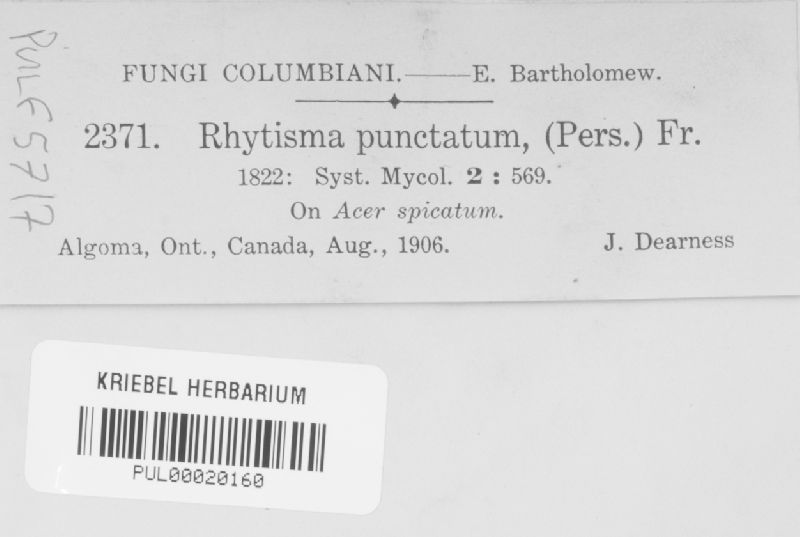 FUNGI COLUMBIANI.——E. Bartholomew.
2371. Rhytisma punctatum, (Pers.) Fr.
1822: Syst. Mycol. 2 : 569.
On Acer spicatum.
Algoma, Ont., Canada, Aug., 1906. J. Dearness
PUL F5717
KRIEBEL HERBARIUM
PUL00020160